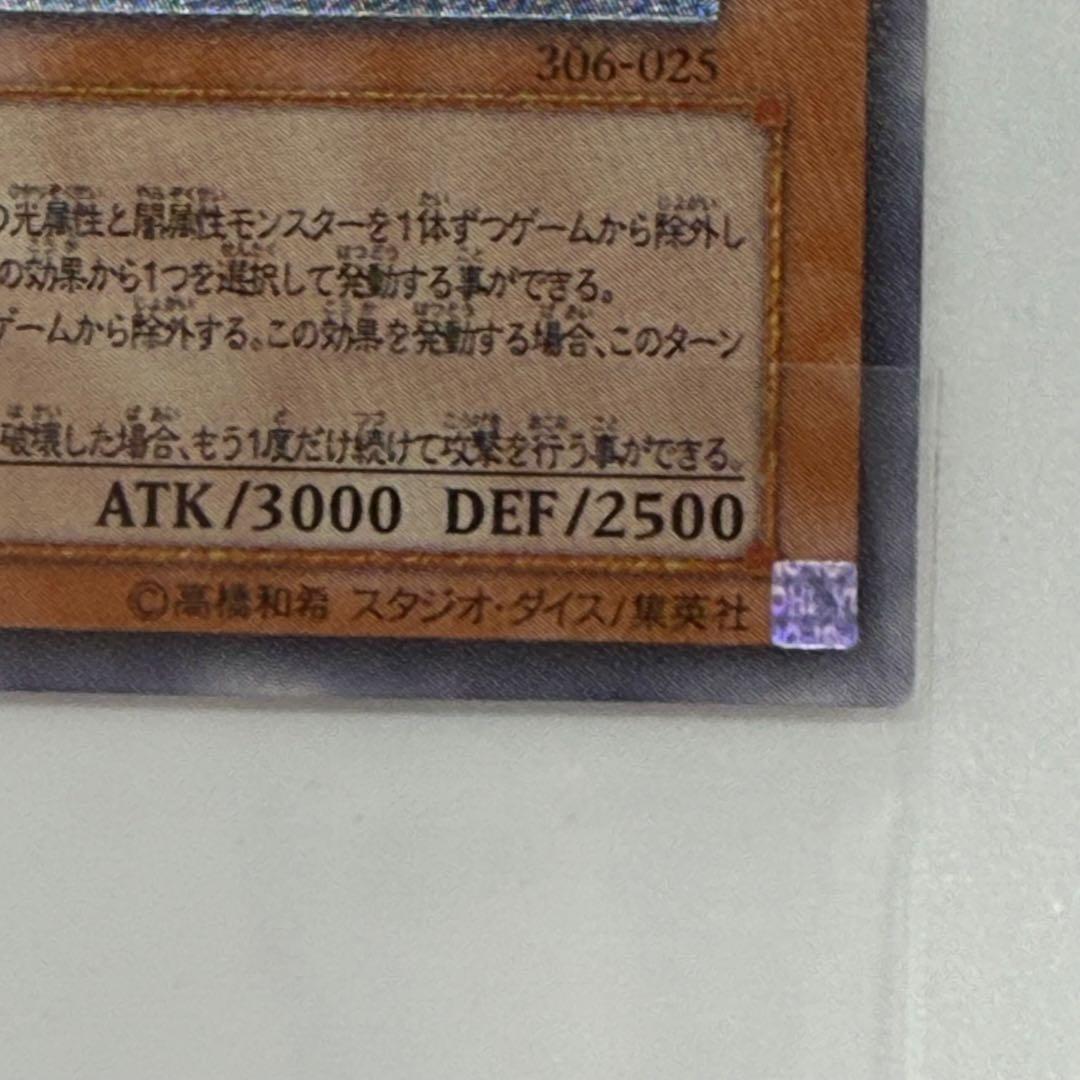 306-025
の光属性と闇属性モンスターを1体ずつゲームから除外し
の効果から1つを選択して発動する事ができる。
ゲームから除外する。この効果を発動する場合、このターン
破壊した場合、もう1度だけ続けて攻撃を行う事ができる。
ATK/3000 DEF/2500
©高橋和希 スタジオ・ダイス/集英社